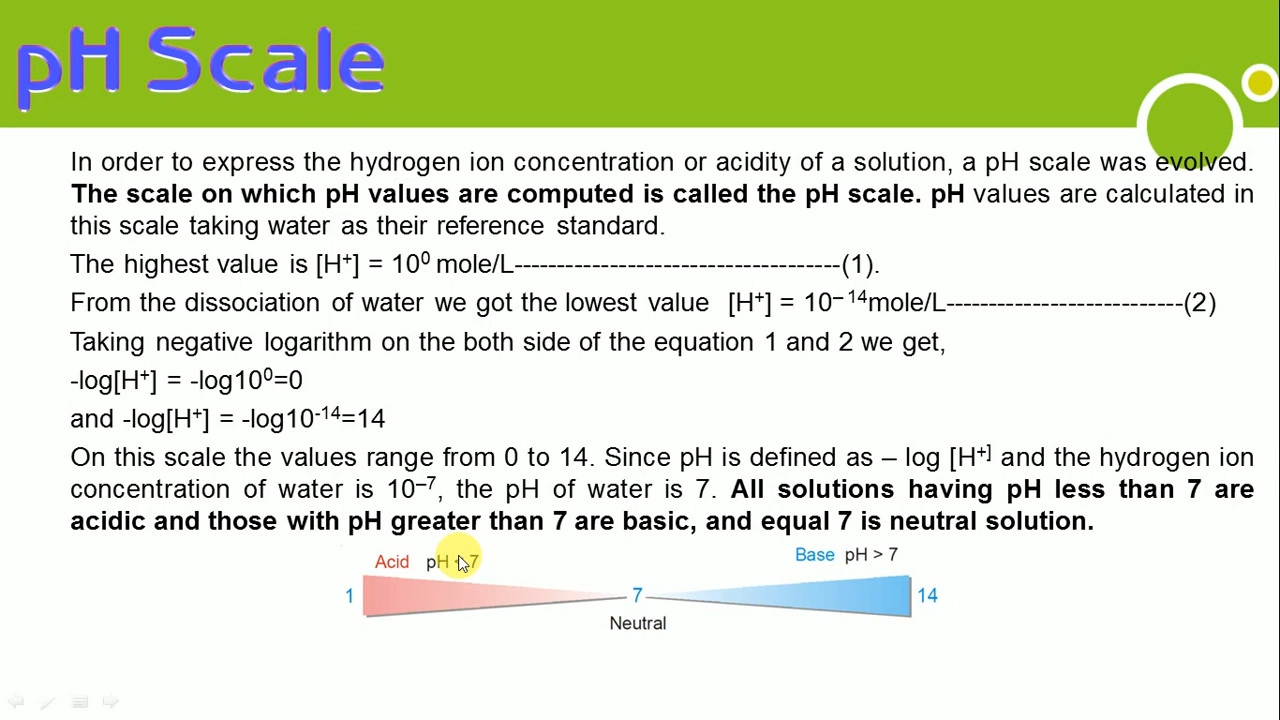 pH Scale
In order to express the hydrogen ion concentration or acidity of a solution, a pH scale was evolved.
The scale on which pH values are computed is called the pH scale. pH values are calculated in
this scale taking water as their reference standard.
The highest value is [H⁺] = 10⁰ mole/L---------------------------------------(1).
From the dissociation of water we got the lowest value [H⁺] = 10⁻¹⁴mole/L----------------------------(2)
Taking negative logarithm on the both side of the equation 1 and 2 we get,
-log[H⁺] = -log10⁰=0
and -log[H⁺] = -log10⁻¹⁴=14
On this scale the values range from 0 to 14. Since pH is defined as – log [H⁺] and the hydrogen ion
concentration of water is 10⁻⁷, the pH of water is 7. All solutions having pH less than 7 are
acidic and those with pH greater than 7 are basic, and equal 7 is neutral solution.
Acid pH < 7 Base pH > 7
1 7 14
Neutral